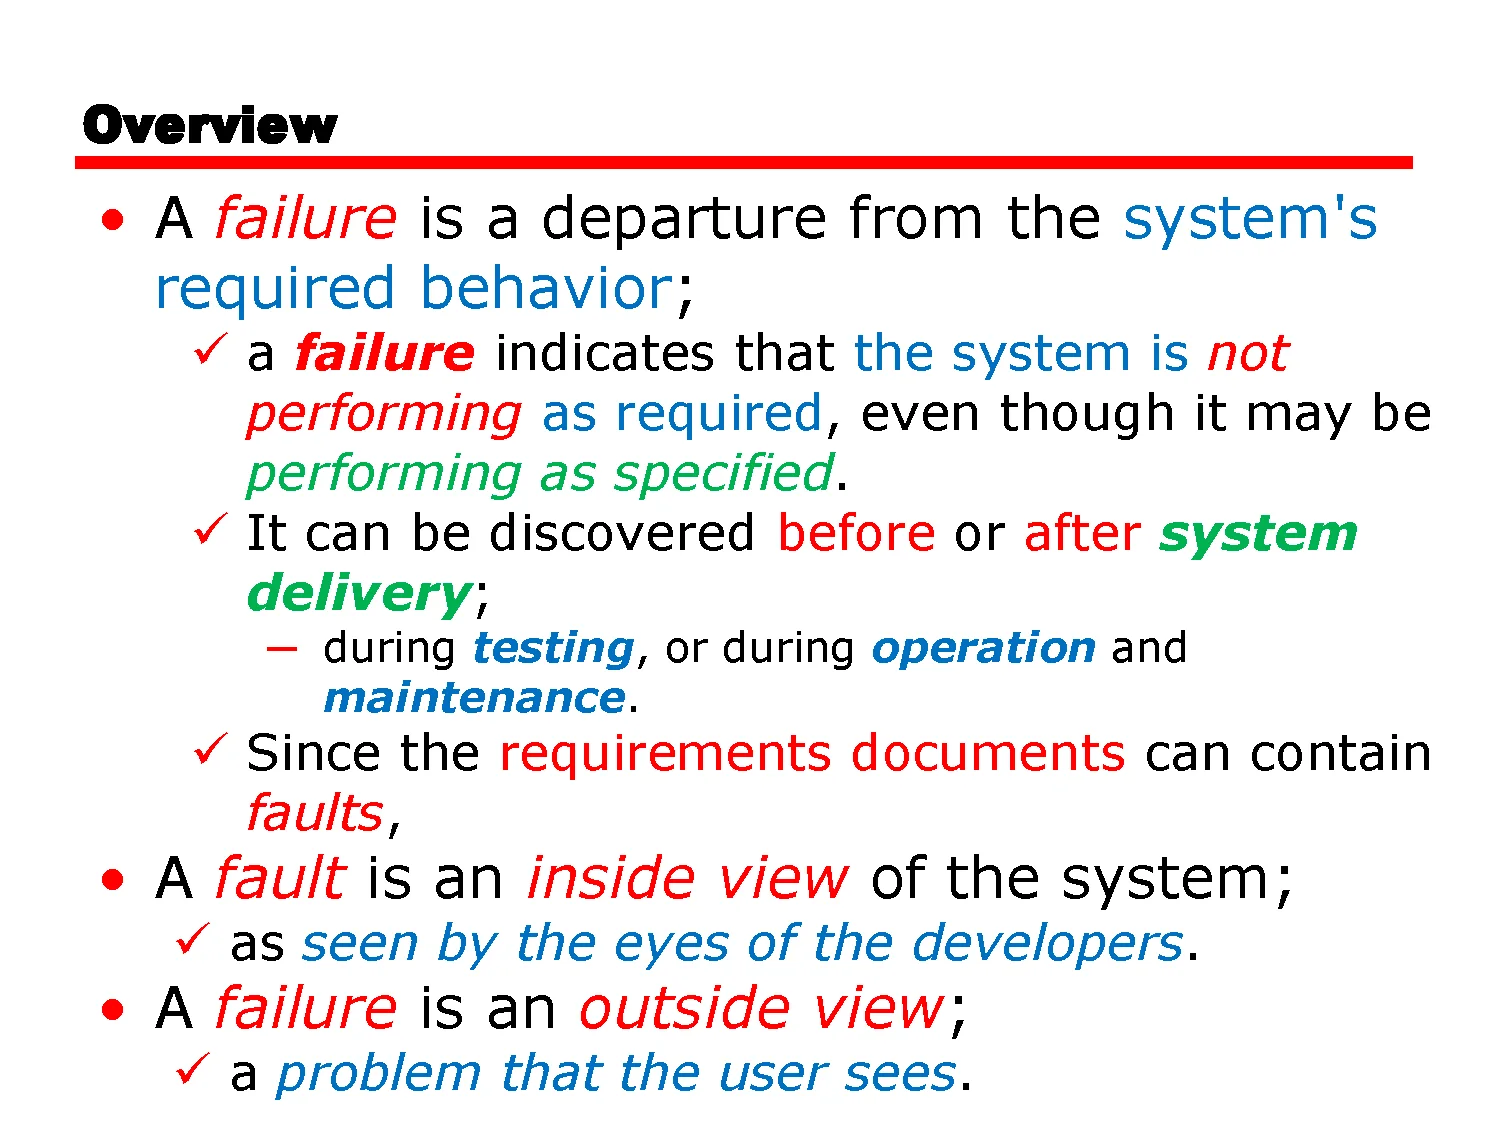 Overview
• A failure is a departure from the system's
required behavior;
✓ a failure indicates that the system is not
performing as required, even though it may be
performing as specified.
✓ It can be discovered before or after system
delivery;
– during testing, or during operation and
maintenance.
✓ Since the requirements documents can contain
faults,
• A fault is an inside view of the system;
✓ as seen by the eyes of the developers.
• A failure is an outside view;
✓ a problem that the user sees.